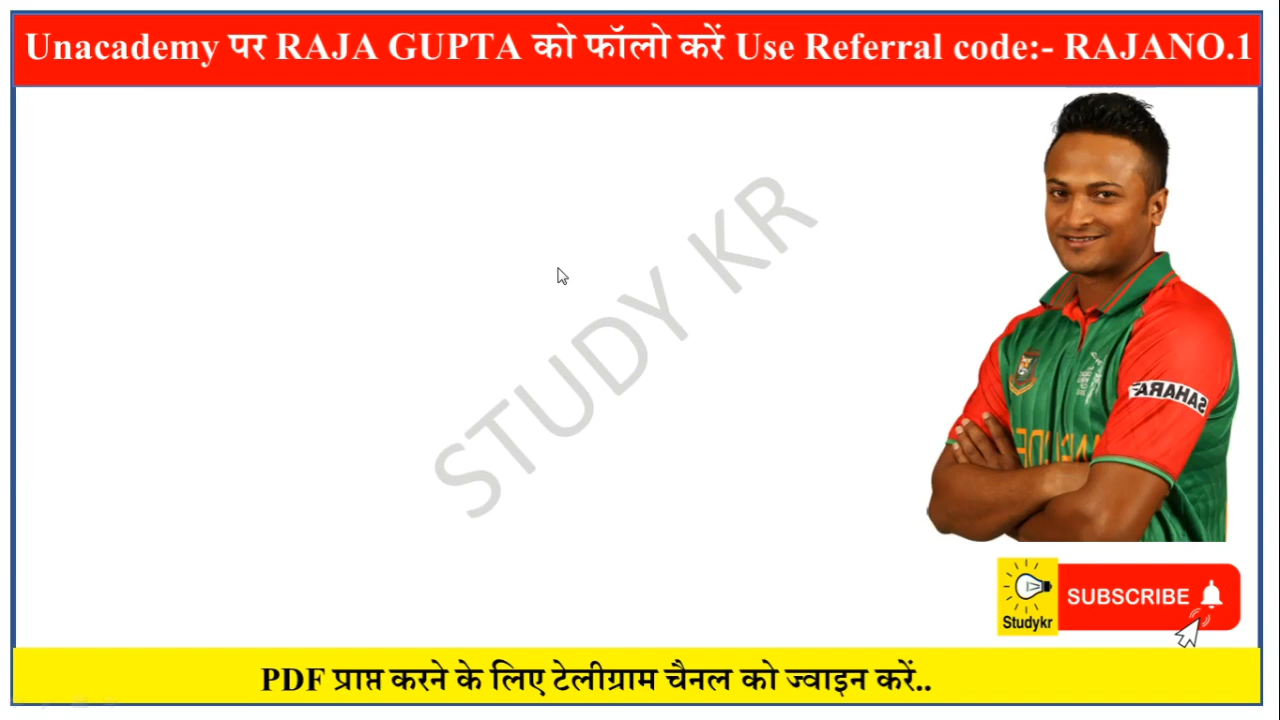 Unacademy पर RAJA GUPTA को फॉलो करें Use Referral code:- RAJANO.1
STUDY KR
SAHARA
SUBSCRIBE
Studykr
PDF प्राप्त करने के लिए टेलीग्राम चैनल को ज्वाइन करें..